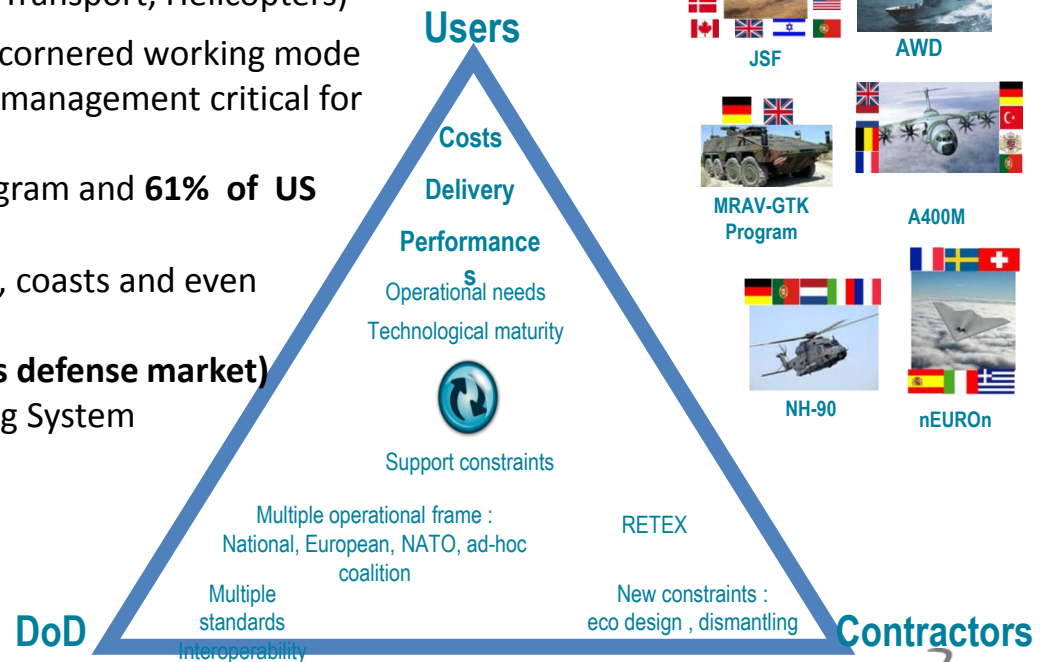 Transport, Helicopters)
cornered working mode
management critical for
gram and 61% of US
, coasts and even
s defense market)
g System
Users
Costs
Delivery
Performance
s
Operational needs
Technological maturity
Support constraints
Multiple operational frame :
National, European, NATO, ad-hoc
coalition
RETEX
Multiple
standards
Interoperability
New constraints :
eco design , dismantling
DoD
Contractors
JSF
AWD
MRAV-GTK
Program
A400M
NH-90
nEUROn